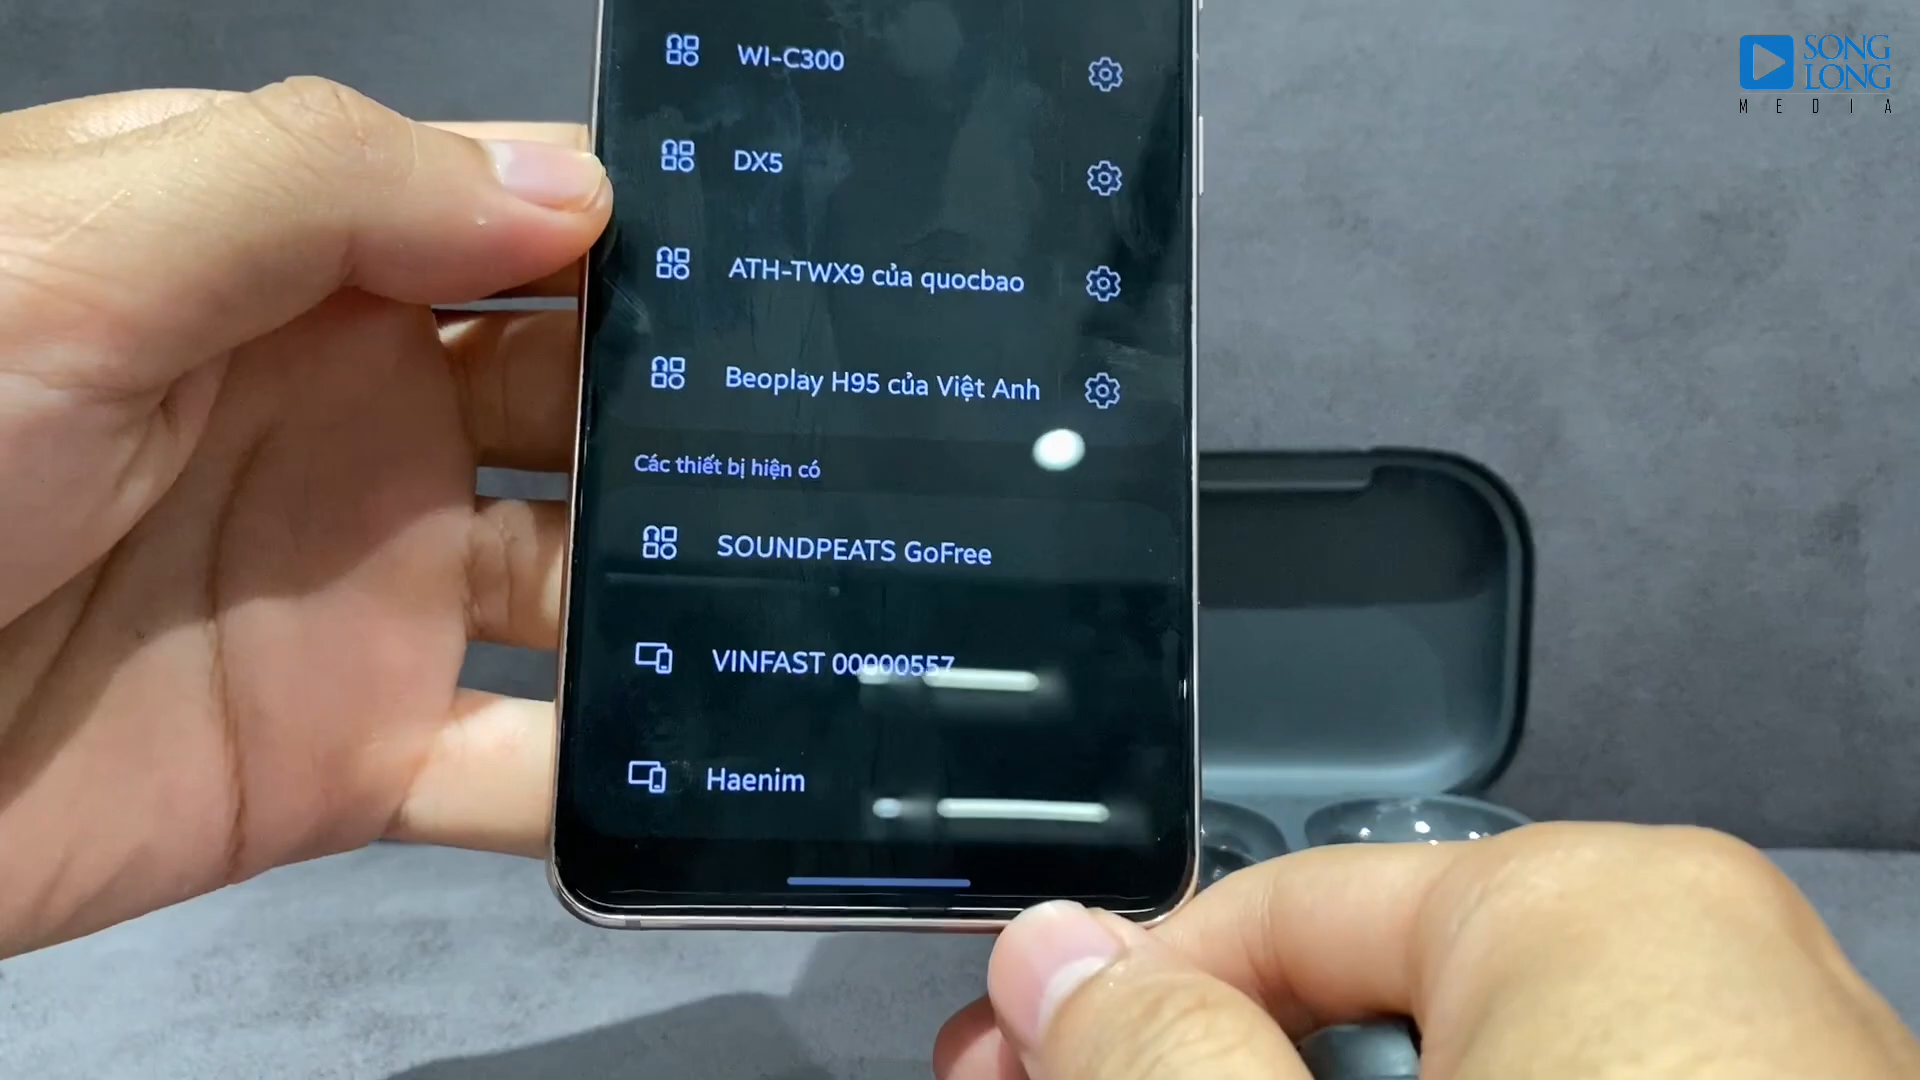 SONG
LONG
MEDIA
WI-C300
DX5
ATH-TWX9 của quocbao
Beoplay H95 của Việt Anh
Các thiết bị hiện có
SOUNDPEATS GoFree
VINFAST 00000557
Haenim